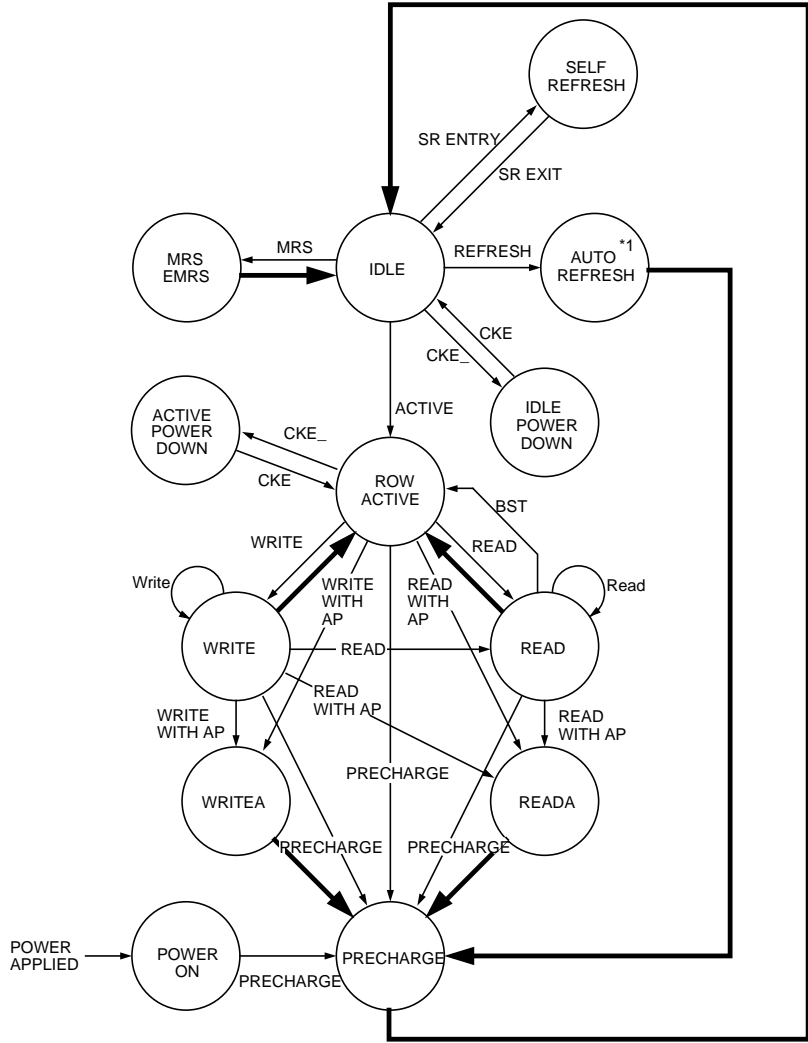 SELF
REFRESH
SR ENTRY
SR EXIT
MRS
EMRS
MRS
IDLE
REFRESH
AUTO
REFRESH
*1
CKE
CKE_
IDLE
POWER
DOWN
ACTIVE
ACTIVE
POWER
DOWN
CKE_
CKE
ROW
ACTIVE
BST
WRITE
READ
Write
WRITE
WITH
AP
READ
WITH
AP
Read
WRITE
READ
READ
READ
WITH AP
WRITE
WITH AP
READ
WITH AP
PRECHARGE
WRITEA
READA
PRECHARGE
PRECHARGE
POWER
APPLIED
POWER
ON
PRECHARGE
PRECHARGE